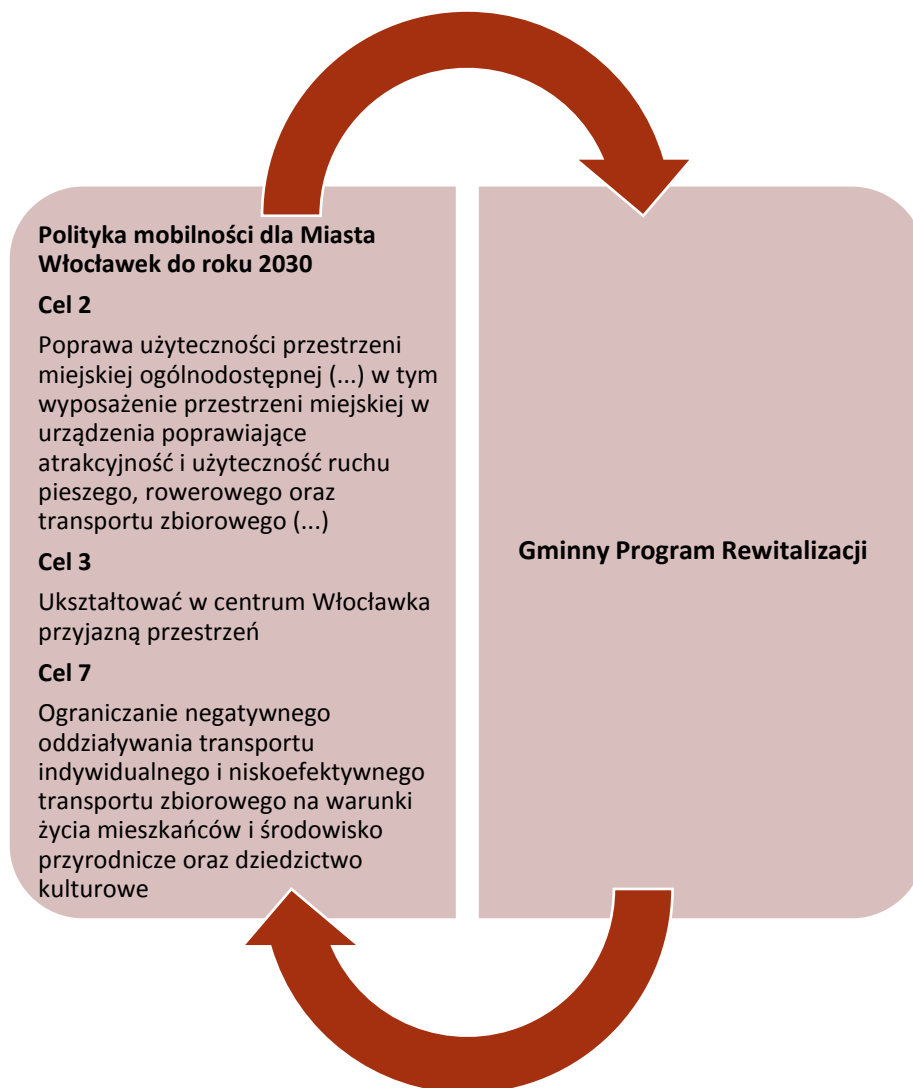 Polityka mobilności dla Miasta
Włocławek do roku 2030
Cel 2
Poprawa użyteczności przestrzeni
miejskiej ogólnodostępnej (...) w tym
wyposażenie przestrzeni miejskiej w
urządzenia poprawiające
atrakcyjność i użyteczność ruchu
pieszego, rowerowego oraz
transportu zbiorowego (...)
Cel 3
Ukształtować w centrum Włocławka
przyjazną przestrzeń
Cel 7
Ograniczanie negatywnego
oddziaływania transportu
indywidualnego i niskoefektywnego
transportu zbiorowego na warunki
życia mieszkańców i środowisko
przyrodnicze oraz dziedzictwo
kulturowe
Gminny Program Rewitalizacji